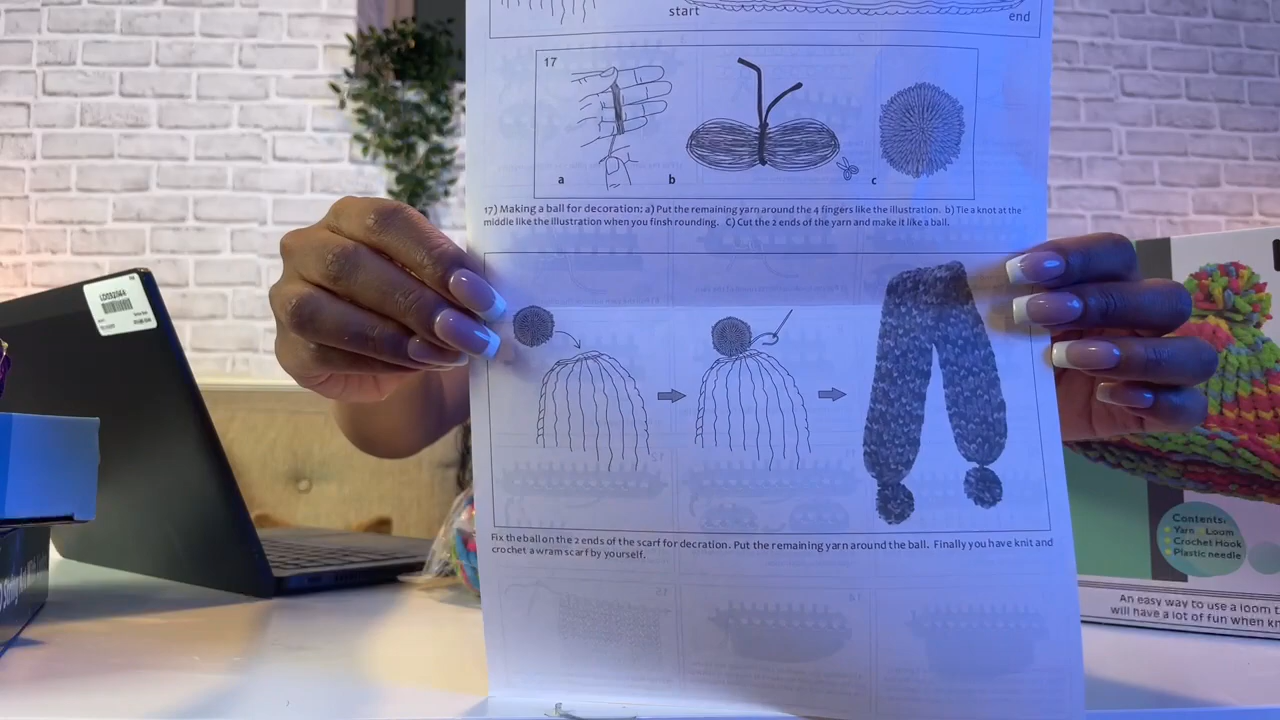 start
end
17
a
b
c
17) Making a ball for decoration: a) Put the remaining yarn around the 4 fingers like the illustration. b) Tie a knot at the
middle like the illustration when you finsh rounding. C) Cut the 2 ends of the yarn and make it like a ball.
Fix the ball on the 2 ends of the scarf for decration. Put the remaining yarn around the ball. Finally you have knit and
crochet a wram scarf by yourself.
Contents:
Yarn Loom
Crochet Hook
Plastic needle
An easy way to use a loom
will have a lot of fun when